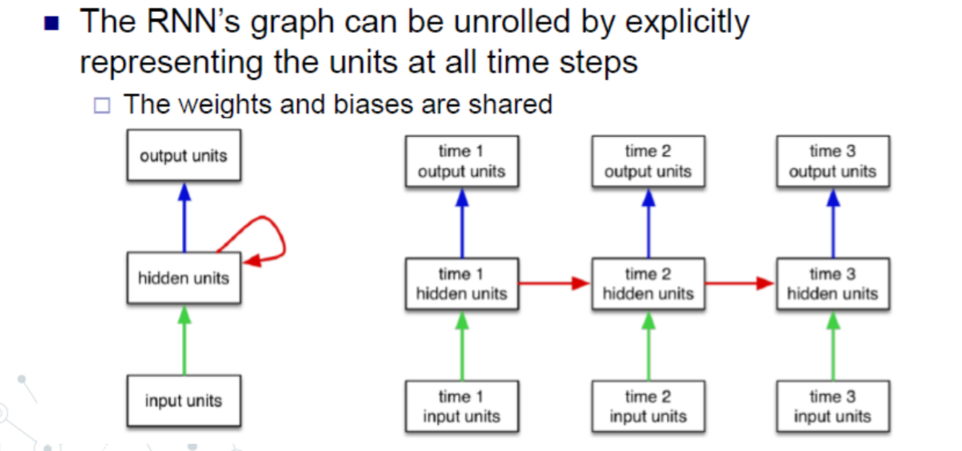 The RNN's graph can be unrolled by explicitly
representing the units at all time steps
The weights and biases are shared
output units
hidden units
input units
time 1
output units
time 2
output units
time 3
output units
time 1
hidden units
time 2
hidden units
time 3
hidden units
time 1
input units
time 2
input units
time 3
input units